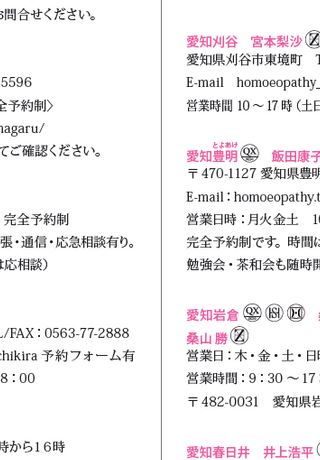 お問合せください。
5596
全予約制〉
nagaru/
てご確認ください。
完全予約制
張・通信・応急相談有り。
は応相談）
L/FAX：0563-77-2888
chikira 予約フォーム有
8：00
時から１６時
愛知刈谷　宮本梨沙
愛知県刈谷市東境町
E-mail　homoeopathy_
営業時間 10 〜 17 時（土日
とよあけ
愛知豊明 QX 飯田康子
〒470-1127 愛知県豊明
E-mail：homoeopathy.t
営業日時：月火金土　10
完全予約制です。時間は
勉強会・茶和会も随時開
愛知岩倉 QX
桑山 勝
営業日：木・金・土・日
営業時間：9：30 〜 17
〒482-0031　愛知県岩
愛知春日井　井上浩平